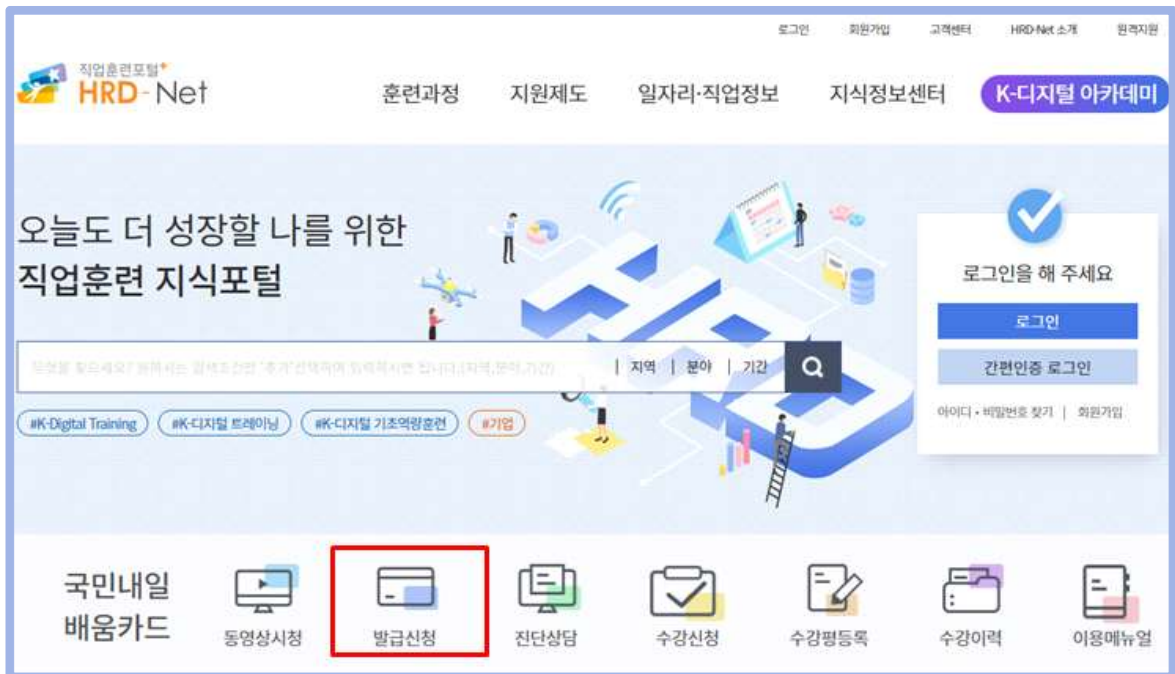 로그인 회원가입 고객센터 HRD-Net 소개 원격지원
직업훈련포털+
HRD-Net
훈련과정 지원제도 일자리·직업정보 지식정보센터 K-디지털 아카데미
오늘도 더 성장할 나를 위한
직업훈련 지식포털
로그인을 해 주세요
로그인
간편인증 로그인
아이디 • 비밀번호 찾기 | 회원가입
| 지역 | 분야 | 기간
#K-Digital Training #K-디지털 트레이닝 #K-디지털 기초역량훈련 #기업
국민내일
배움카드
동영상시청 발급신청 진단상담 수강신청 수강평등록 수강이력 이용메뉴얼